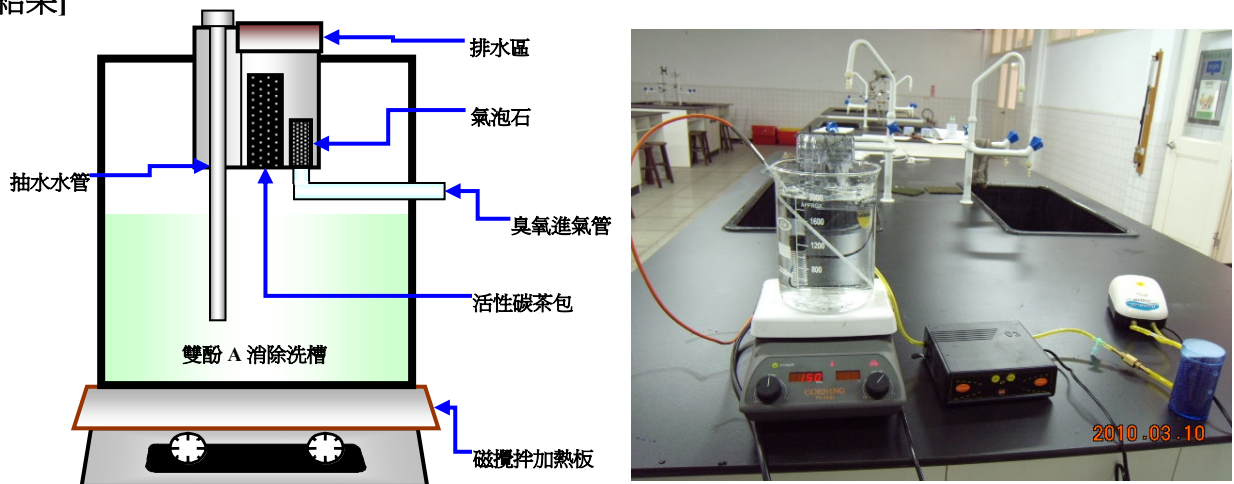 結果]
排水區
氣泡石
抽水水管
臭氧進氣管
活性碳茶包
雙酚 A 消除洗槽
磁攪拌加熱板
APPROX
1600
1200
800
150
CORNING
2010.03.10